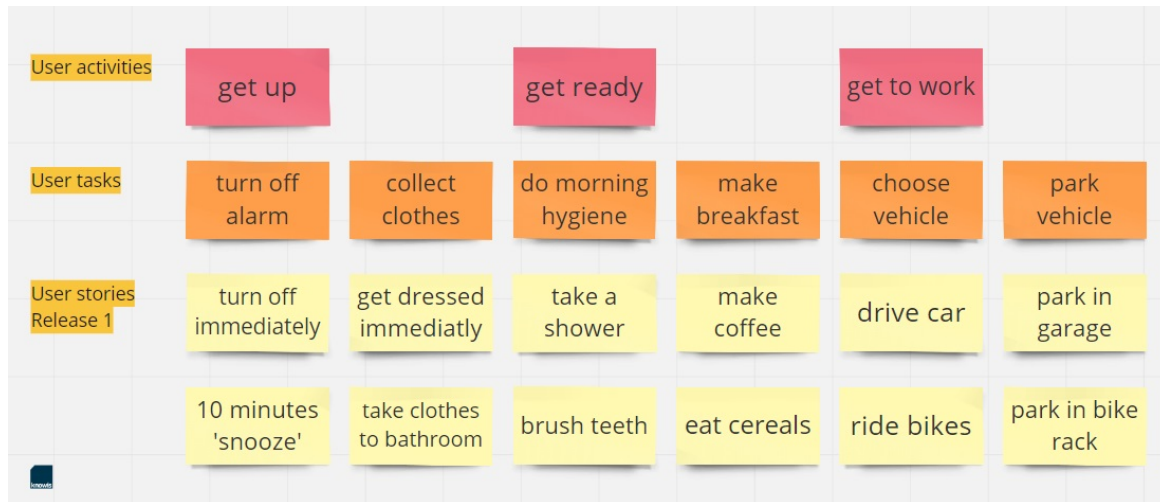 User activities
get up
get ready
get to work
User tasks
turn off
alarm
collect
clothes
do morning
hygiene
make
breakfast
choose
vehicle
park
vehicle
User stories
Release 1
turn off
immediately
get dressed
immediatly
take a
shower
make
coffee
drive car
park in
garage
10 minutes
'snooze'
take clothes
to bathroom
brush teeth
eat cereals
ride bikes
park in bike
rack
knowis